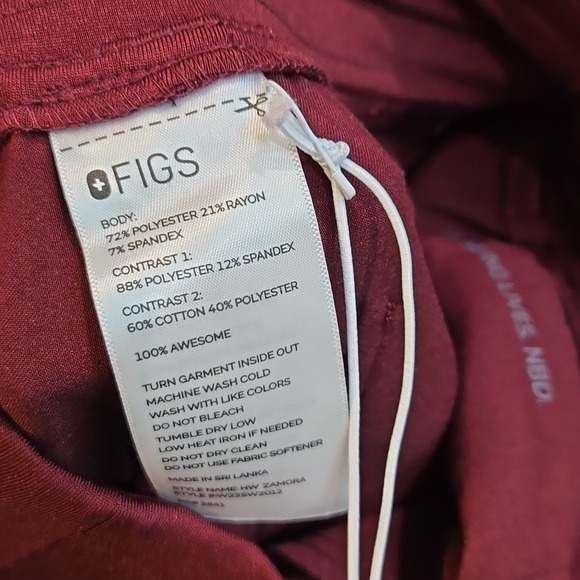 FIGS
BODY:
72% POLYESTER 21% RAYON
7% SPANDEX
CONTRAST 1:
88% POLYESTER 12% SPANDEX
CONTRAST 2:
60% COTTON 40% POLYESTER
100% AWESOME
TURN GARMENT INSIDE OUT
MACHINE WASH COLD
WASH WITH LIKE COLORS
DO NOT BLEACH
TUMBLE DRY LOW
LOW HEAT IRON IF NEEDED
DO NOT DRY CLEAN
DO NOT USE FABRIC SOFTENER
MADE IN SRI LANKA
STYLE NAME: HW ZAMORA
STYLE #:W22SW2012
LIVES. NBD.